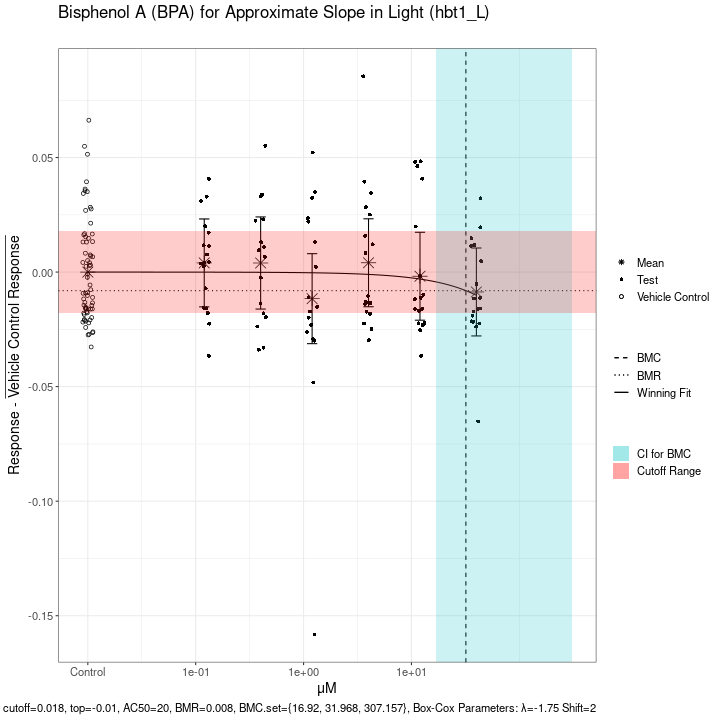 Bisphenol A (BPA) for Approximate Slope in Light (hbt1_L)
Response - Vehicle Control Response
0.05
0.00
-0.05
-0.10
-0.15
Control
1e-01
1e+00
1e+01
μM
Mean
Test
Vehicle Control
BMC
BMR
Winning Fit
CI for BMC
Cutoff Range
cutoff=0.018, top=-0.01, AC50=20, BMR=0.008, BMC.set={16.92, 31.968, 307.157}, Box-Cox Parameters: λ=-1.75 Shift=2